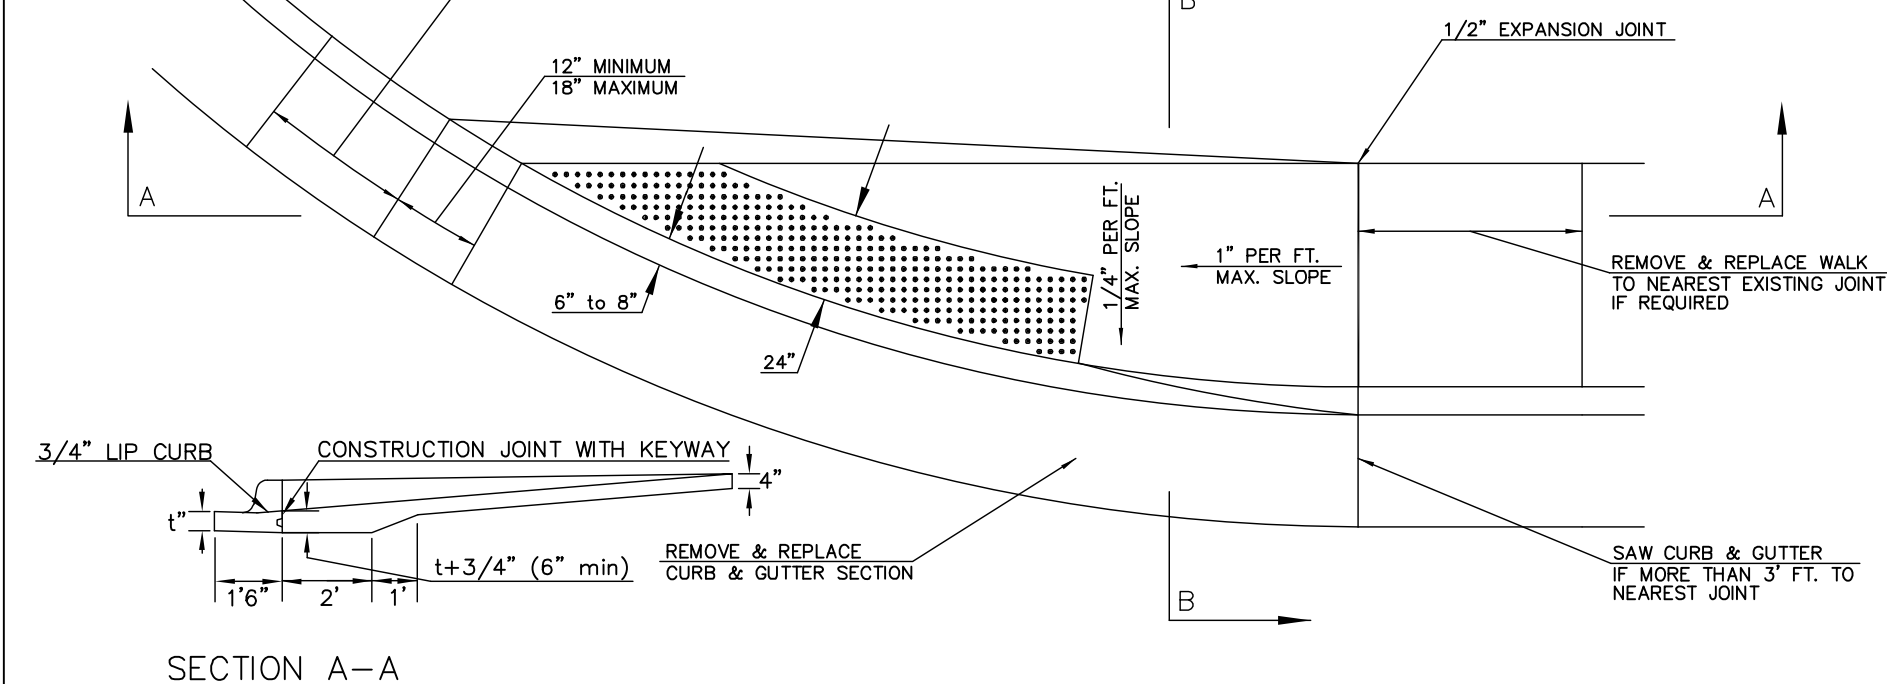 B
1/2" EXPANSION JOINT
12" MINIMUM
18" MAXIMUM
A
A
1/4" PER FT.
MAX. SLOPE
1" PER FT.
MAX. SLOPE
REMOVE & REPLACE WALK
TO NEAREST EXISTING JOINT
IF REQUIRED
6" to 8"
24"
3/4" LIP CURB
CONSTRUCTION JOINT WITH KEYWAY
4"
t"
t+3/4" (6" min)
1'6"
2'
1'
REMOVE & REPLACE
CURB & GUTTER SECTION
SAW CURB & GUTTER
IF MORE THAN 3' FT. TO
NEAREST JOINT
B
SECTION A-A